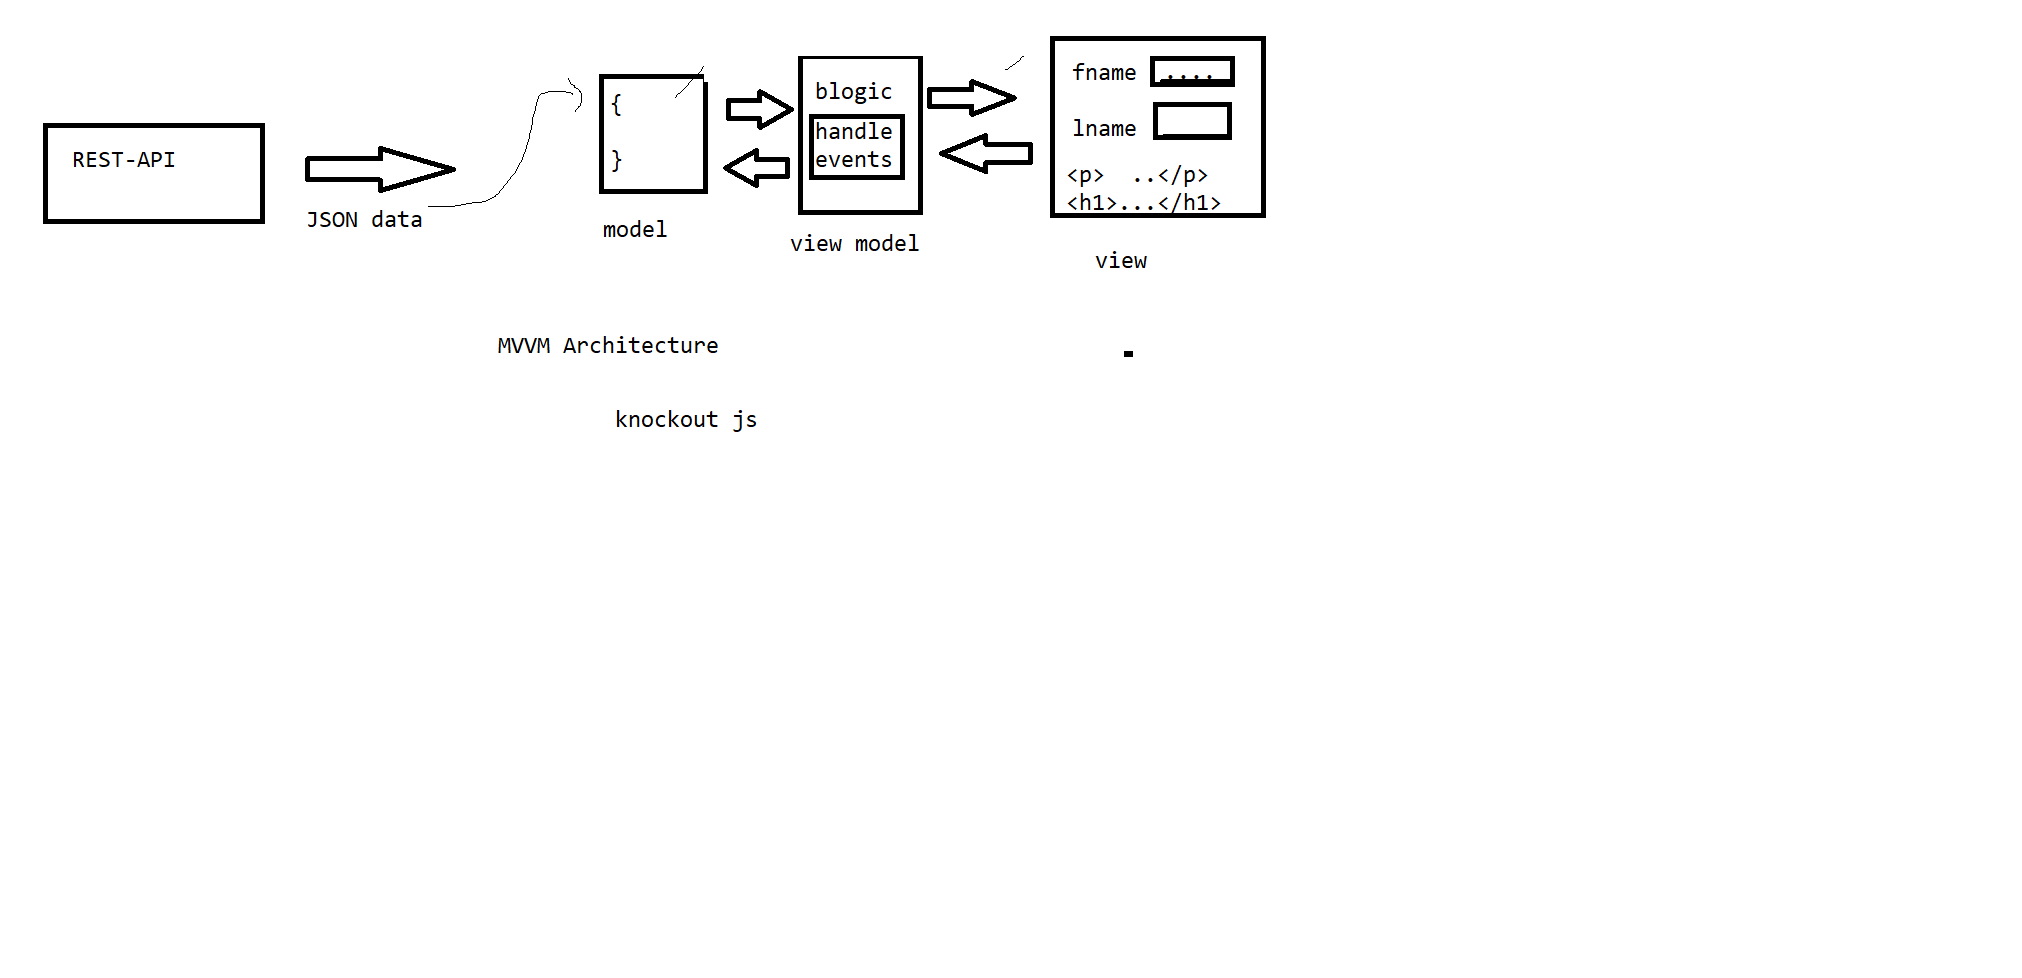 REST-API
JSON data
{
}
model
blogic
handle
events
view model
fname ....
lname
<p>  ..</p>
<h1>...</h1>
view
MVVM Architecture
knockout js